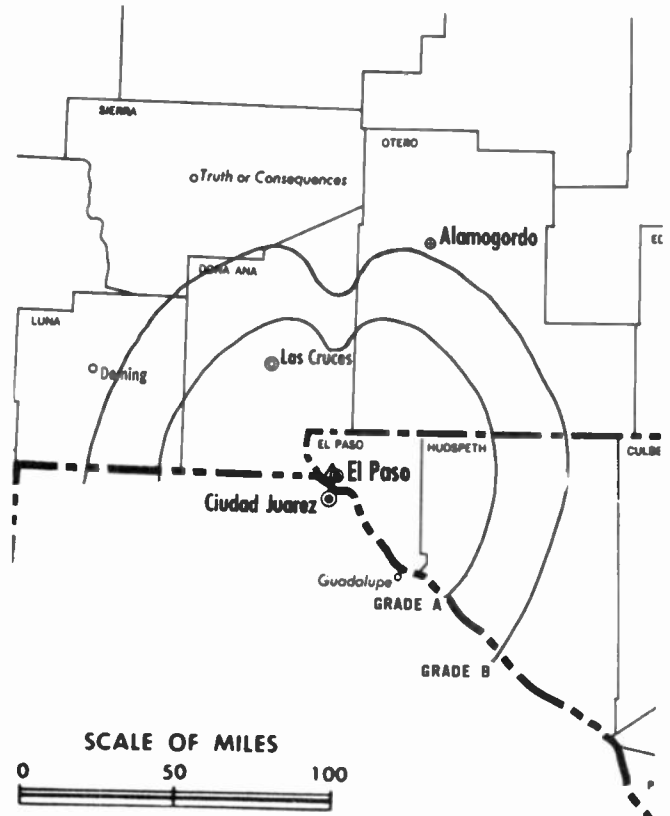 SIERRA
OTERO
Truth or Consequences
Alamogordo
ED
DONA ANA
LUNA
Las Cruces
Deming
EL PASO
HUDSPETH
CULBE
El Paso
Ciudad Juarez
Guadalupe
GRADE A
GRADE B
SCALE OF MILES
0 50 100
P